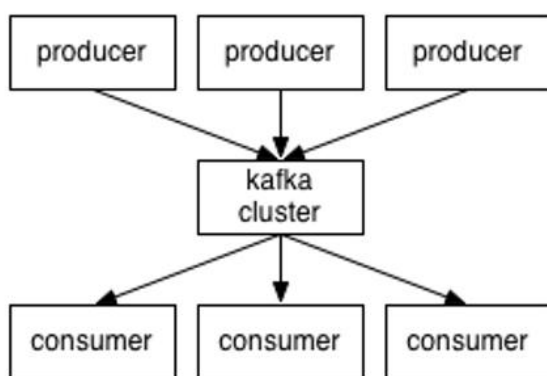 producer
producer
producer
kafka
cluster
consumer
consumer
consumer